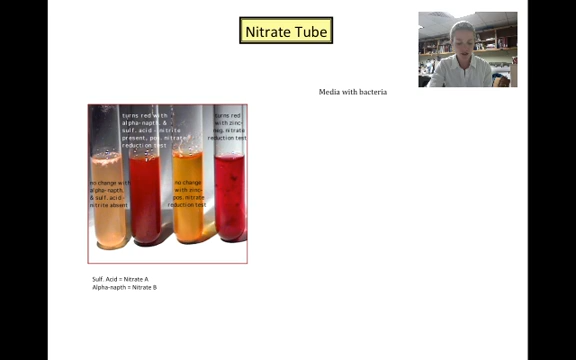 Nitrate Tube
Media with bacteria
turns red with
alpha-napth. &
sulf. acid - nitrite
present, pos. nitrate
reduction test
turns red
with zinc-
neg. nitrate
reduction test
no change with
alpha-napth.
& sulf. acid -
nitrite absent
no change
with zinc-
pos. nitrate
reduction test
Sulf. Acid = Nitrate A
Alpha-napth = Nitrate B